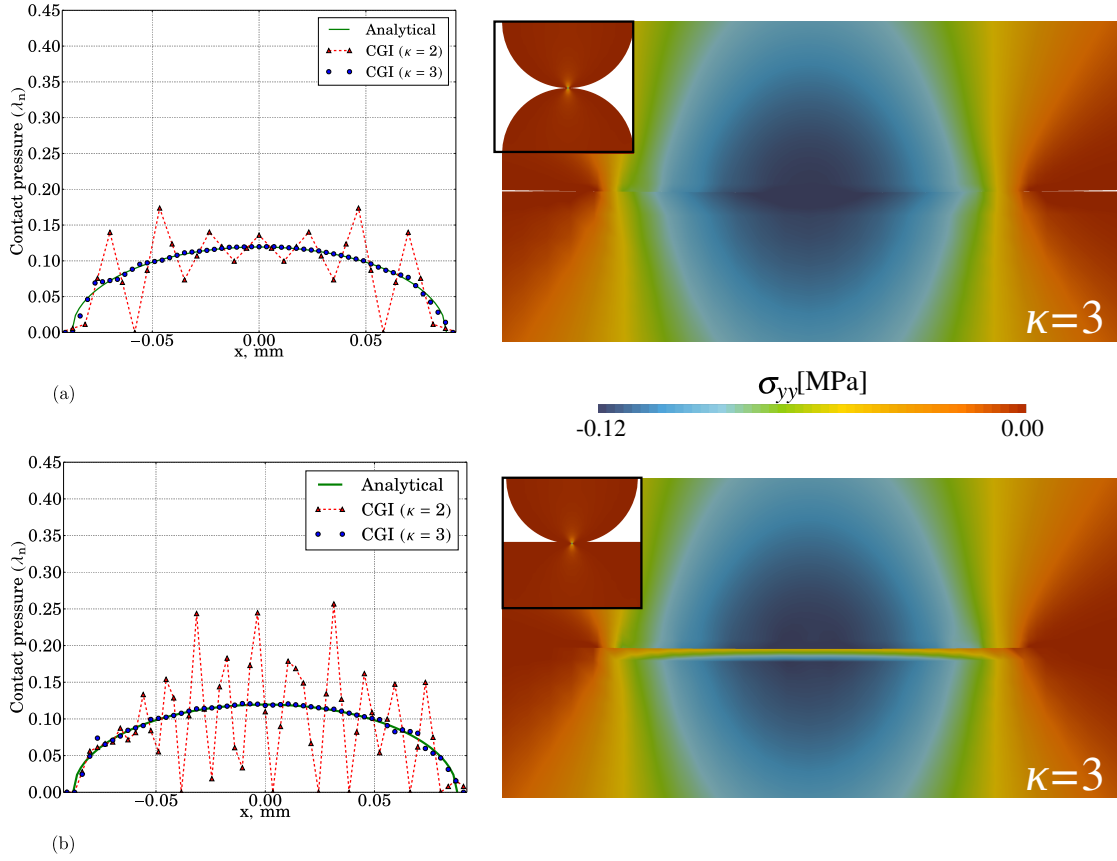 0.45
0.40
0.35
0.30
0.25
0.20
0.15
0.10
0.05
0.00
Contact pressure (λn)
−0.05
0.00
0.05
x, mm
Analytical
CGI (κ = 2)
CGI (κ = 3)
(a)
κ=3
σyy[MPa]
-0.12
0.00
0.45
0.40
0.35
0.30
0.25
0.20
0.15
0.10
0.05
0.00
Contact pressure (λn)
−0.05
0.00
0.05
x, mm
Analytical
CGI (κ = 2)
CGI (κ = 3)
(b)
κ=3